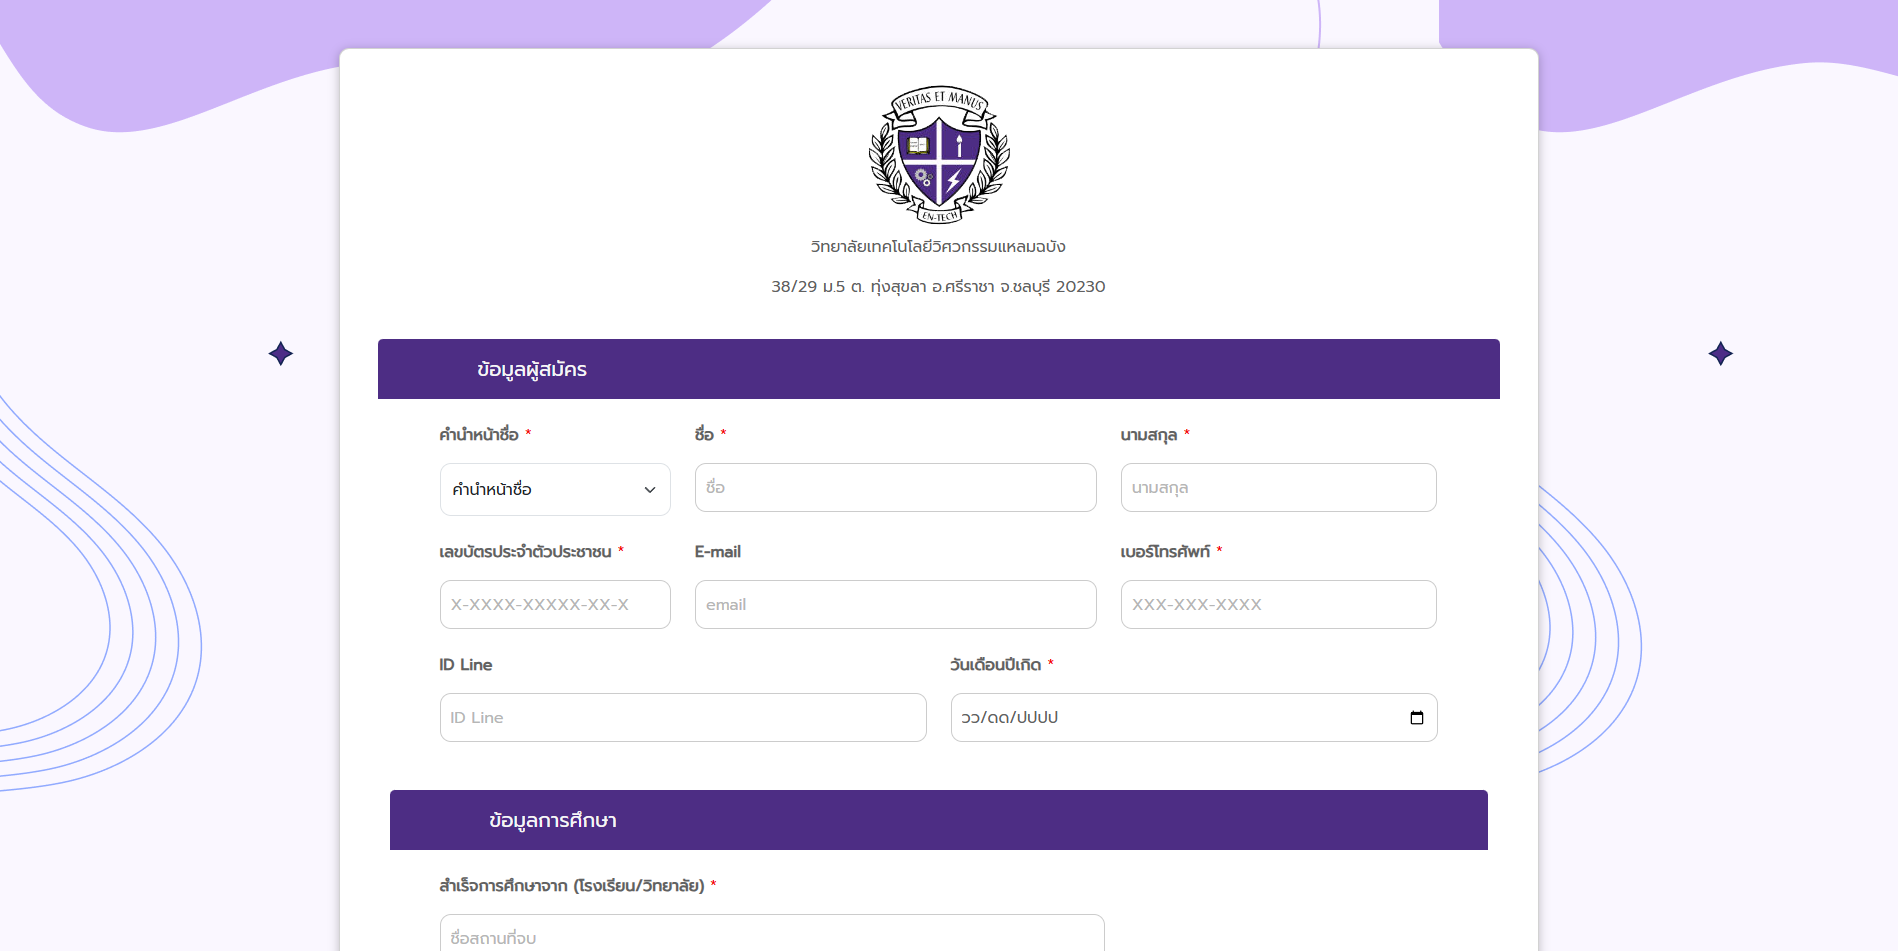 VERITAS ET MANUS
EN-TECH
วิทยาลัยเทคโนโลยีวิศวกรรมแหลมฉบัง
38/29 ม.5 ต. ทุ่งสุขลา อ.ศรีราชา จ.ชลบุรี 20230
ข้อมูลผู้สมัคร
คำนำหน้าชื่อ * ชื่อ * นามสกุล *
คำนำหน้าชื่อ ชื่อ นามสกุล
เลขบัตรประจำตัวประชาชน * E-mail เบอร์โทรศัพท์ *
X-XXXX-XXXXX-XX-X email XXX-XXX-XXXX
ID Line วันเดือนปีเกิด *
ID Line วว/ดด/ปปปป
ข้อมูลการศึกษา
สำเร็จการศึกษาจาก (โรงเรียน/วิทยาลัย) *
ชื่อสถานที่จบ